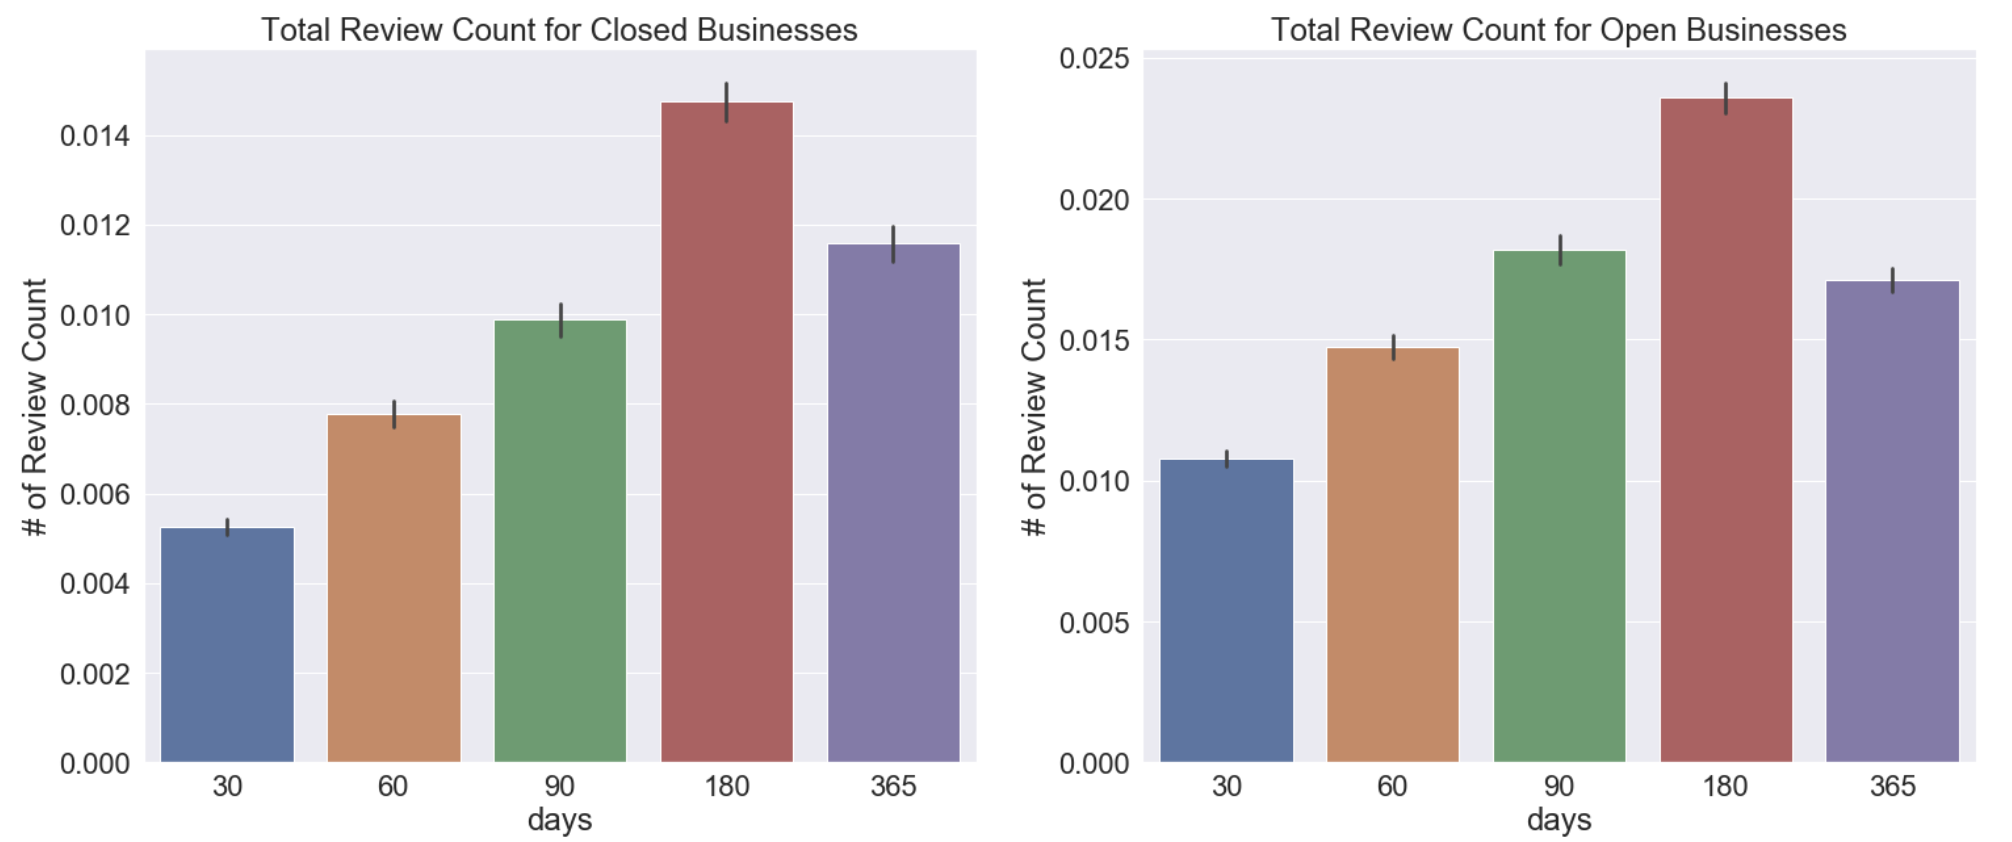 Total Review Count for Closed Businesses
# of Review Count
0.014
0.012
0.010
0.008
0.006
0.004
0.002
0.000
30 60 90 180 365
days
Total Review Count for Open Businesses
# of Review Count
0.025
0.020
0.015
0.010
0.005
0.000
30 60 90 180 365
days